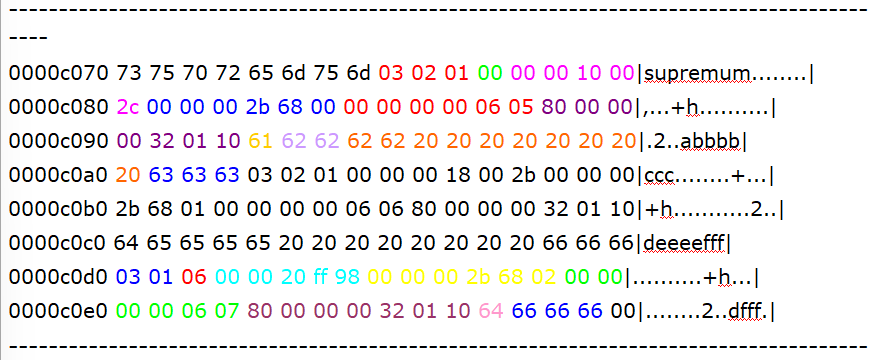 --------------------------------------------------------------------------------
----
0000c070 73 75 70 72 65 6d 75 6d 03 02 01 00 00 00 10 00|supremum........|
0000c080 2c 00 00 00 2b 68 00 00 00 00 00 06 05 80 00 00|,...+h..........|
0000c090 00 32 01 10 61 62 62 62 62 20 20 20 20 20 20 20|.2..abbbb|
0000c0a0 20 63 63 63 03 02 01 00 00 00 18 00 2b 00 00 00|ccc........+...|
0000c0b0 2b 68 01 00 00 00 00 06 06 80 00 00 00 32 01 10|+h...........2..|
0000c0c0 64 65 65 65 65 20 20 20 20 20 20 20 20 66 66 66|deeeefff|
0000c0d0 03 01 06 00 00 20 ff 98 00 00 00 2b 68 02 00 00|..........+h...|
0000c0e0 00 00 06 07 80 00 00 00 32 01 10 64 66 66 66 00|........2..dfff.|
--------------------------------------------------------------------------------